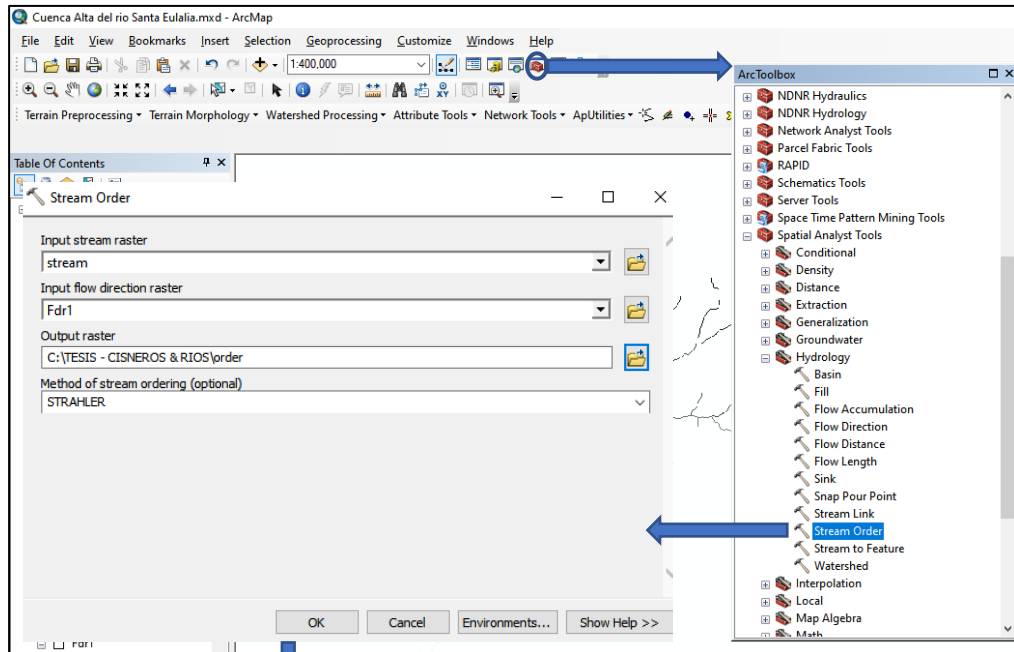 Cuenca Alta del rio Santa Eulalia.mxd - ArcMap
File Edit View Bookmarks Insert Selection Geoprocessing Customize Windows Help
1:400,000
Terrain Preprocessing Terrain Morphology Watershed Processing Attribute Tools Network Tools ApUtilities
Table Of Contents
Stream Order
Input stream raster
stream
Input flow direction raster
Fdr1
Output raster
C:\TESIS - CISNEROS & RIOS\order
Method of stream ordering (optional)
STRAHLER
OK Cancel Environments... Show Help >>
Fdr1
ArcToolbox
NDNR Hydraulics
NDNR Hydrology
Network Analyst Tools
Parcel Fabric Tools
RAPID
Schematics Tools
Server Tools
Space Time Pattern Mining Tools
Spatial Analyst Tools
Conditional
Density
Distance
Extraction
Generalization
Groundwater
Hydrology
Basin
Fill
Flow Accumulation
Flow Direction
Flow Distance
Flow Length
Sink
Snap Pour Point
Stream Link
Stream Order
Stream to Feature
Watershed
Interpolation
Local
Map Algebra
Math